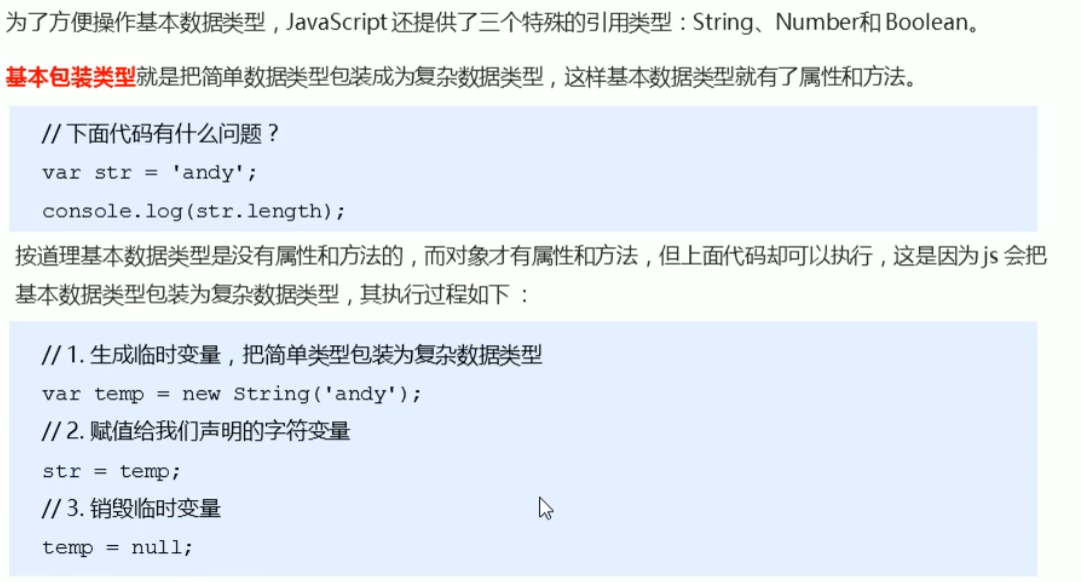 为了方便操作基本数据类型，JavaScript 还提供了三个特殊的引用类型：String、Number和 Boolean。
基本包装类型就是把简单数据类型包装成为复杂数据类型，这样基本数据类型就有了属性和方法。
// 下面代码有什么问题？
var str = 'andy';
console.log(str.length);
按道理基本数据类型是没有属性和方法的，而对象才有属性和方法，但上面代码却可以执行，这是因为 js 会把
基本数据类型包装为复杂数据类型，其执行过程如下 ：
// 1. 生成临时变量，把简单类型包装为复杂数据类型
var temp = new String('andy');
// 2. 赋值给我们声明的字符变量
str = temp;
// 3. 销毁临时变量
temp = null;